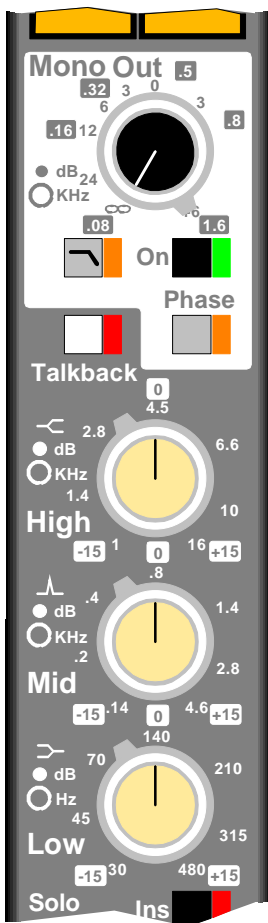 Mono Out .5
.32 3 0 3
6 .8
.16 12
dB 24
KHz
∞ 6
.08 1.6
On
Phase
Talkback
0
4.5
2.8 6.6
dB
KHz
1.4 10
High
-15 1 0 16 +15
.8
.4 1.4
dB
KHz
.2 2.8
Mid
-15 .14 0 4.6 +15
140
70 210
dB
Hz
45 315
Low
-15 30 480 +15
Solo Ins